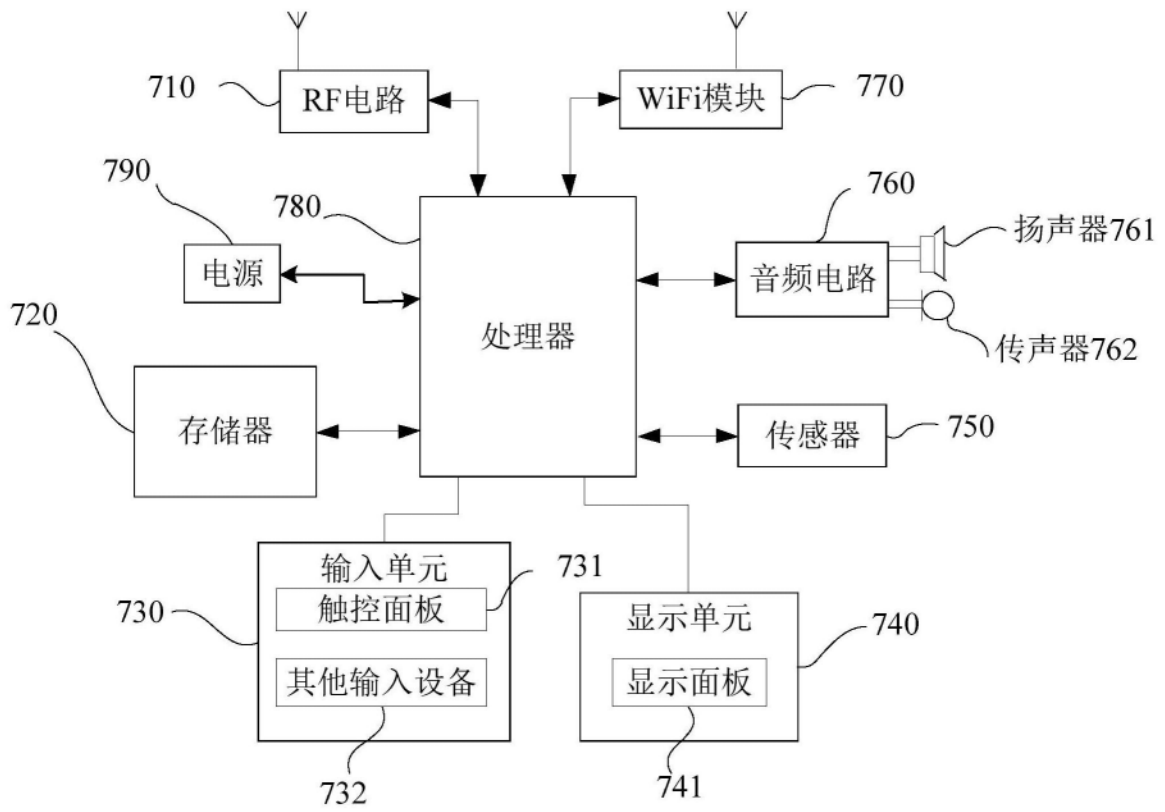 710
RF电路
WiFi模块
770
790
780
760
电源
扬声器761
音频电路
720
处理器
传声器762
存储器
传感器
750
输入单元
731
触控面板
730
显示单元
740
其他输入设备
显示面板
732
741